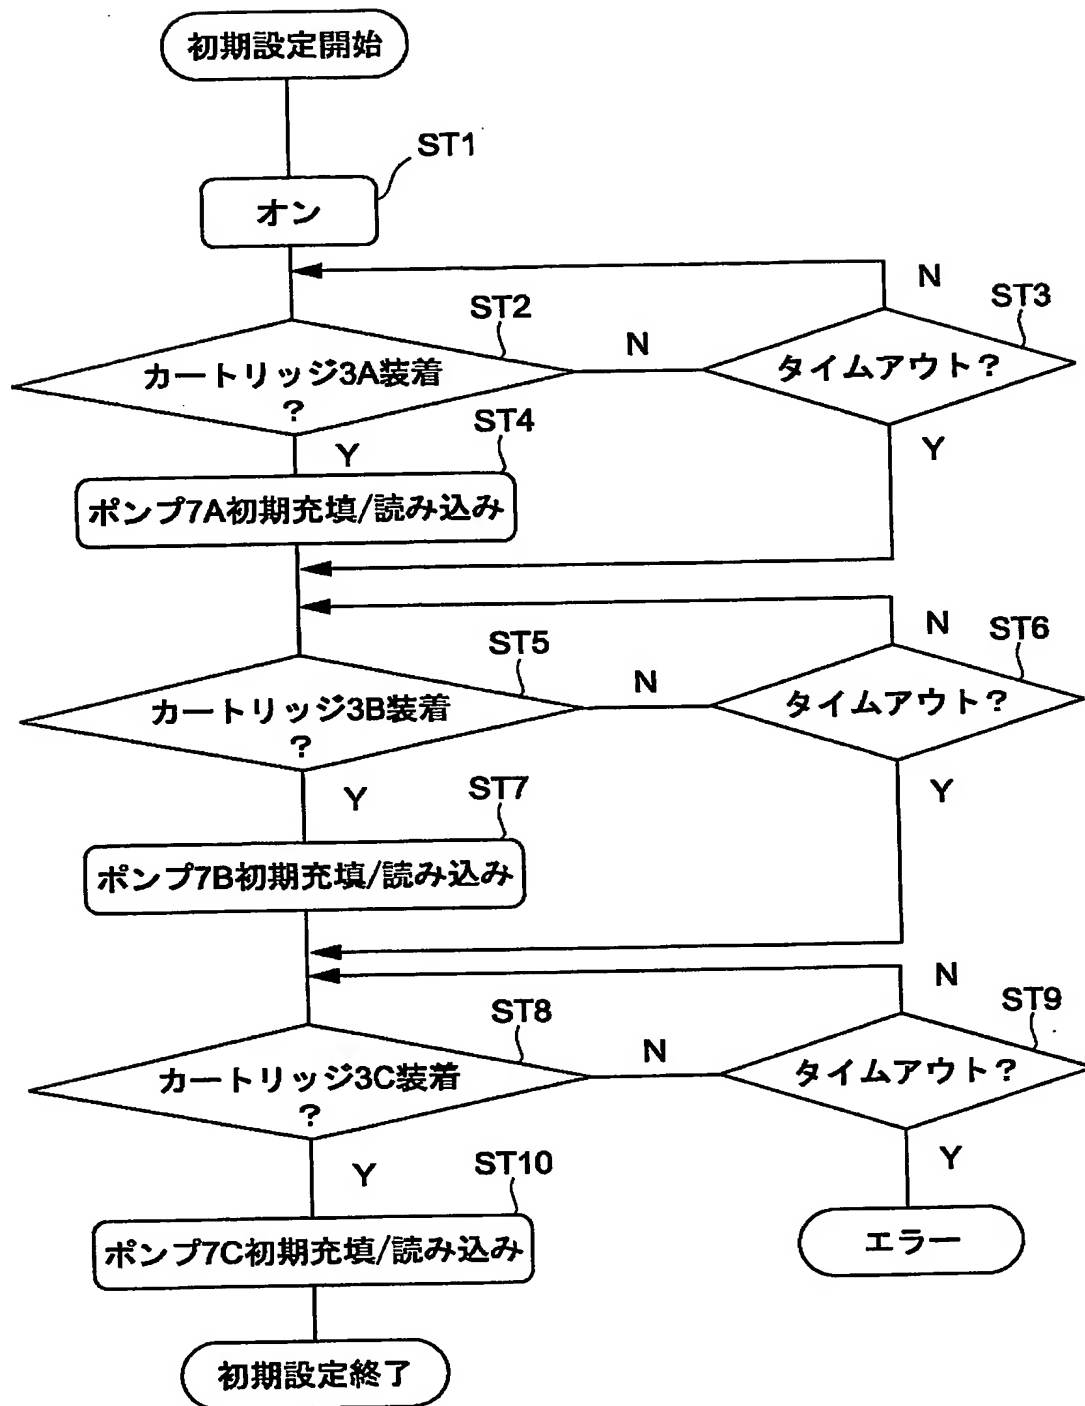 初期設定開始
ST1
オン
N
ST2
ST3
カートリッジ3A装着
?
N
タイムアウト?
Y
ST4
Y
ポンプ7A初期充填/読み込み
N
ST5
ST6
カートリッジ3B装着
?
N
タイムアウト?
Y
ST7
Y
ポンプ7B初期充填/読み込み
N
ST8
ST9
カートリッジ3C装着
?
N
タイムアウト?
Y
ST10
Y
ポンプ7C初期充填/読み込み
エラー
初期設定終了